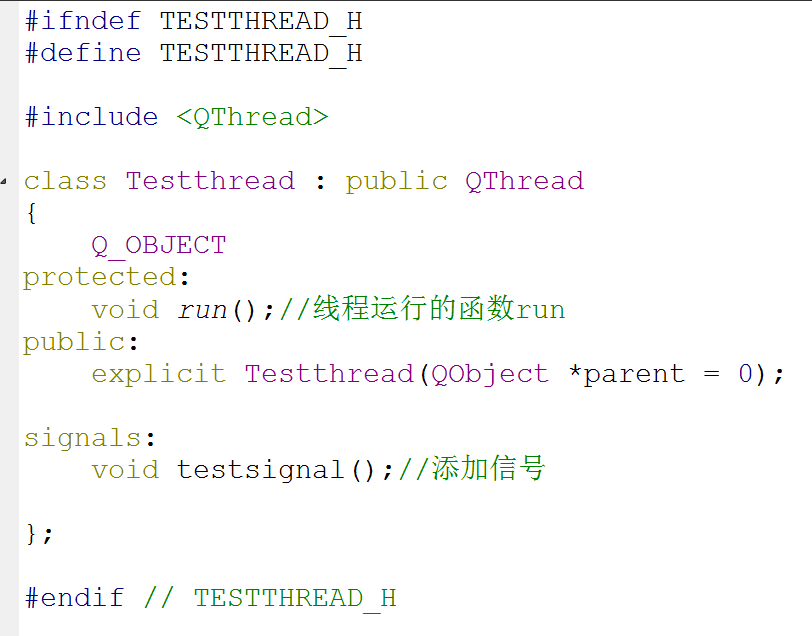 #ifndef TESTTHREAD_H
#define TESTTHREAD_H
#include <QThread>
class Testthread : public QThread
{
Q_OBJECT
protected:
void run();//线程运行的函数run
public:
explicit Testthread(QObject *parent = 0);
signals:
void testsignal();//添加信号
};
#endif // TESTTHREAD_H